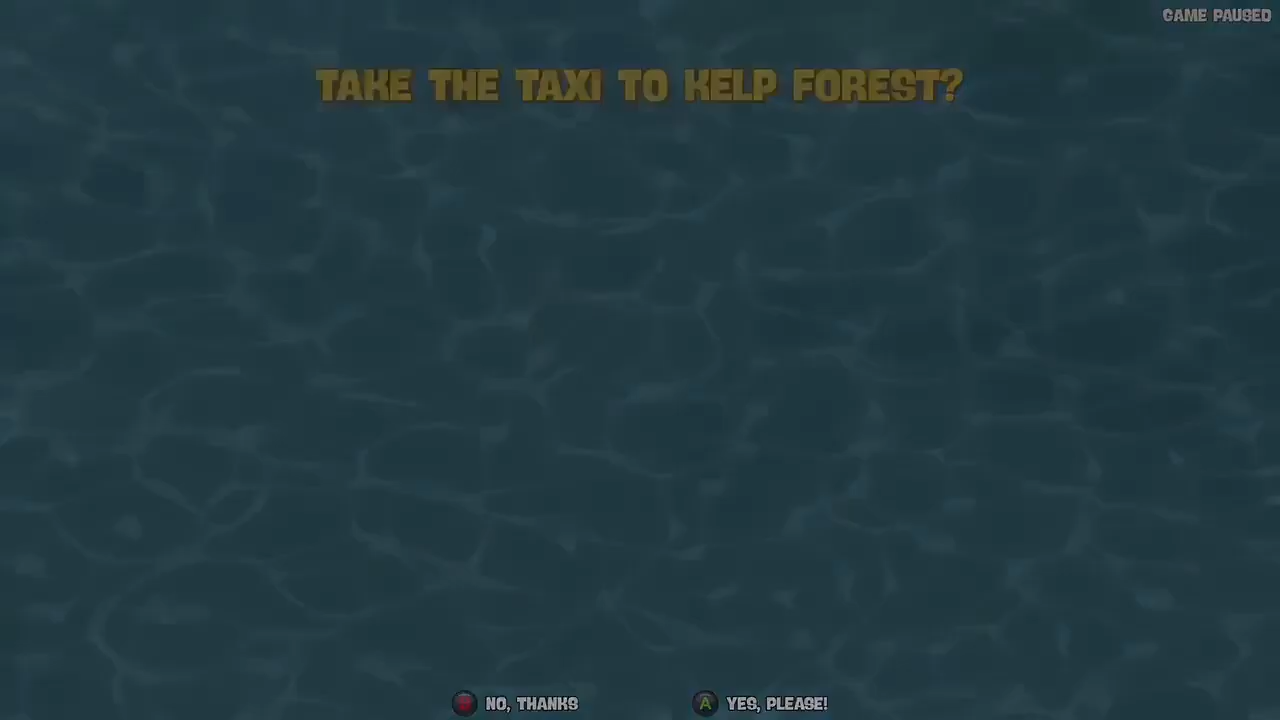 GAME PAUSED
TAKE THE TAXI TO KELP FOREST?
NO, THANKS
A YES, PLEASE!